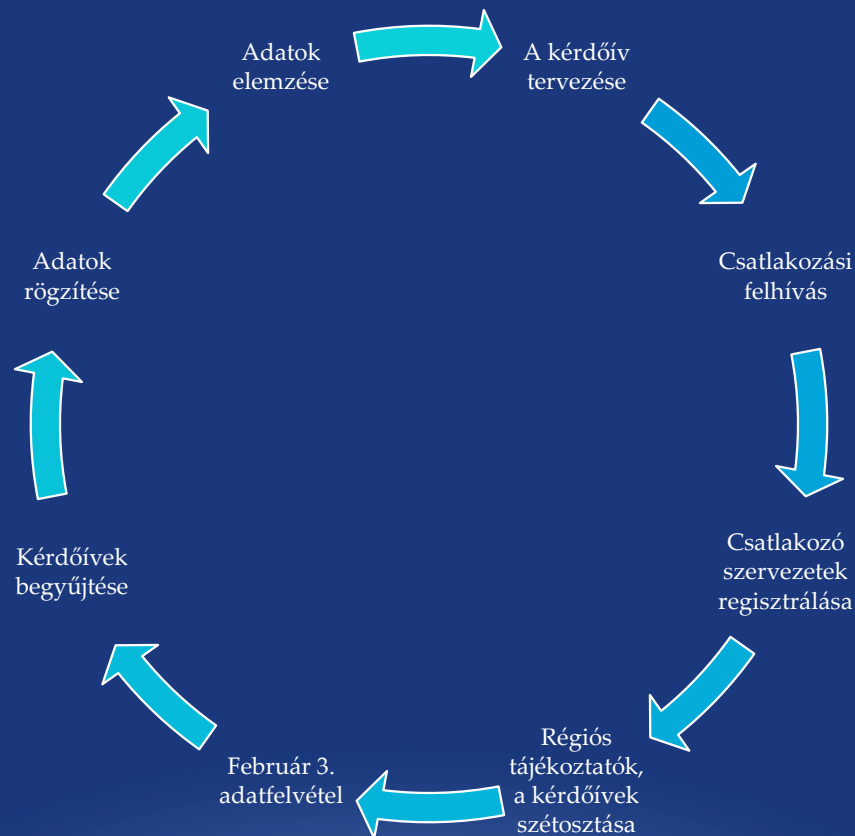 A kérdőív
tervezése
Csatlakozási
felhívás
Csatlakozó
szervezetek
regisztrálása
Régiós
tájékoztatók,
a kérdőívek
szétosztása
Február 3.
adatfelvétel
Kérdőívek
begyűjtése
Adatok
rögzítése
Adatok
elemzése